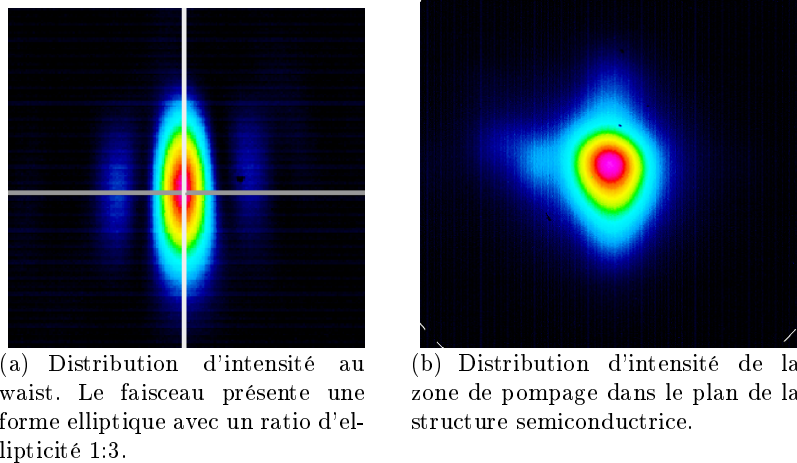 (a) Distribution d'intensité au
waist. Le faisceau présente une
forme elliptique avec un ratio d'el-
lipticité 1:3.
(b) Distribution d'intensité de la
zone de pompage dans le plan de la
structure semiconductrice.